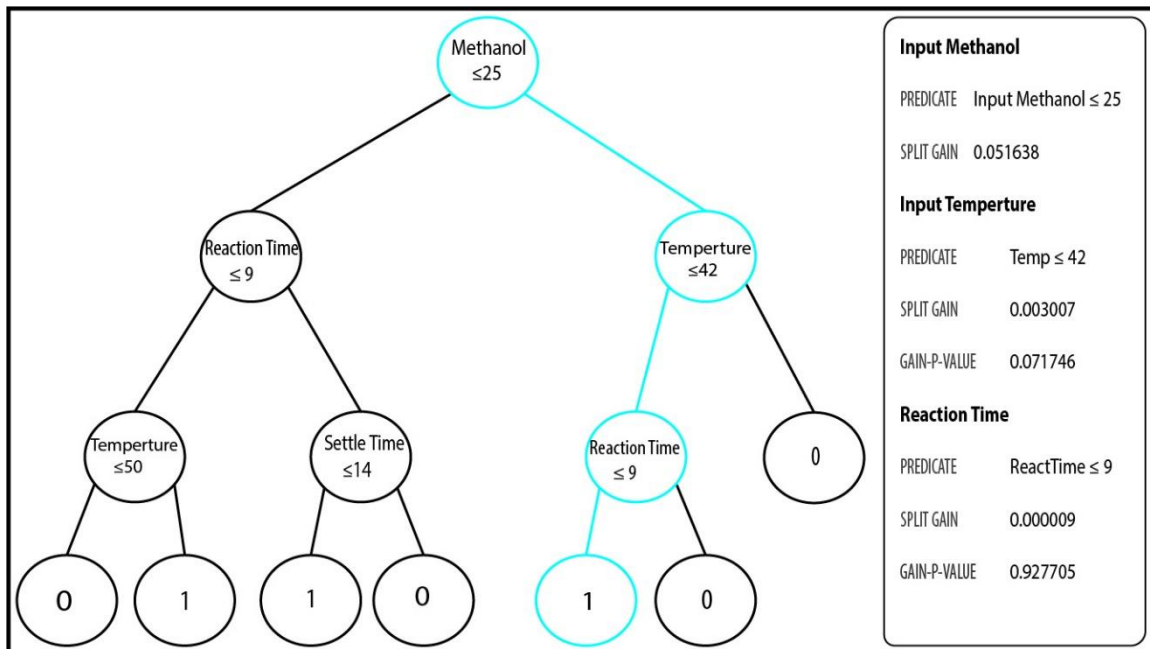 Methanol
≤25
Reaction Time
≤ 9
Temperture
≤42
Temperture
≤50
Settle Time
≤14
Reaction Time
≤ 9
0
0
1
1
0
1
0
Input Methanol
PREDICATE Input Methanol ≤ 25
SPLIT GAIN 0.051638
Input Temperture
PREDICATE Temp ≤ 42
SPLIT GAIN 0.003007
GAIN-P-VALUE 0.071746
Reaction Time
PREDICATE ReactTime ≤ 9
SPLIT GAIN 0.000009
GAIN-P-VALUE 0.927705